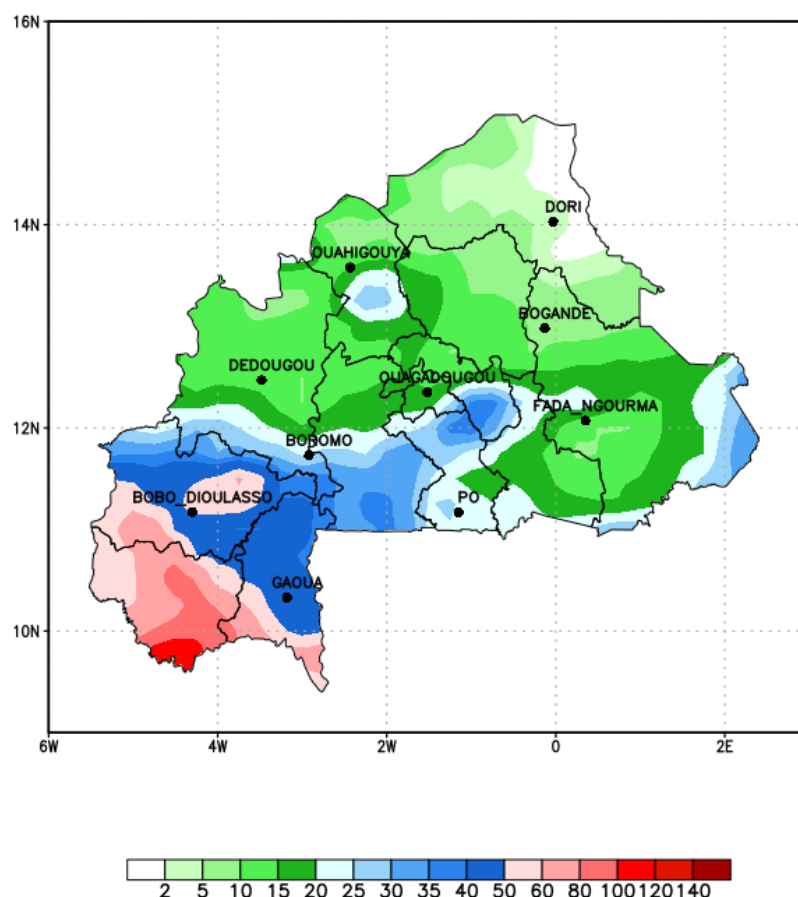 16N
DORI
14N
OUAHIGOUYA
BOGANDE
DEDOUGOU
OUAGADOUGOU
FADA_NGOURMA
12N
BOROMO
BOBO_DIOULASSO
PO
GAOUA
10N
6W 4W 2W 0 2E
2 5 10 15 20 25 30 35 40 50 60 80 100 120 140